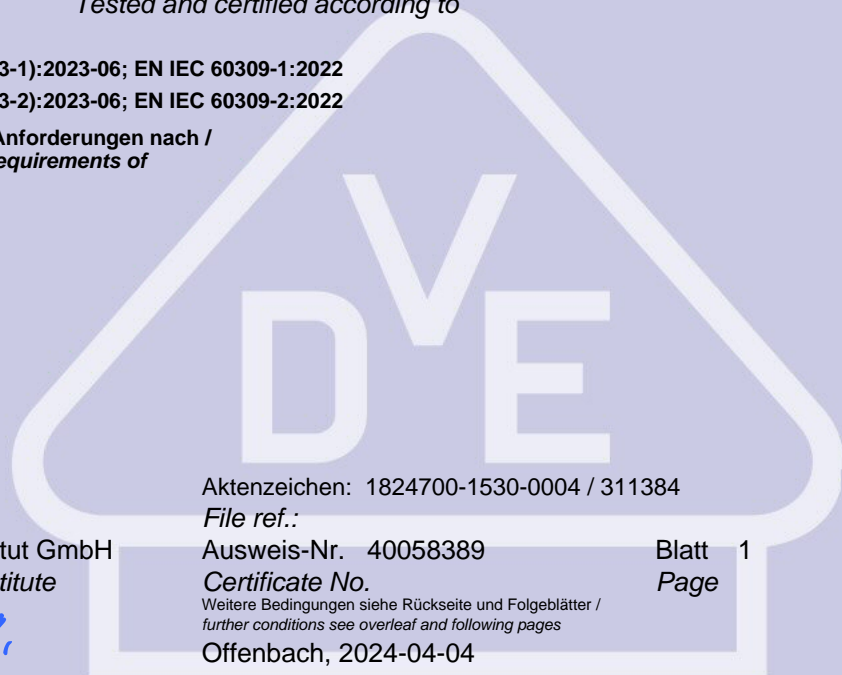 Tested and certified according to
3-1):2023-06; EN IEC 60309-1:2022
3-2):2023-06; EN IEC 60309-2:2022
Anforderungen nach /
equirements of
VDE
Aktenzeichen: 1824700-1530-0004 / 311384
File ref.:
tut GmbH Ausweis-Nr. 40058389 Blatt 1
titute Certificate No. Page
Weitere Bedingungen siehe Rückseite und Folgeblätter /
further conditions see overleaf and following pages
Offenbach, 2024-04-04